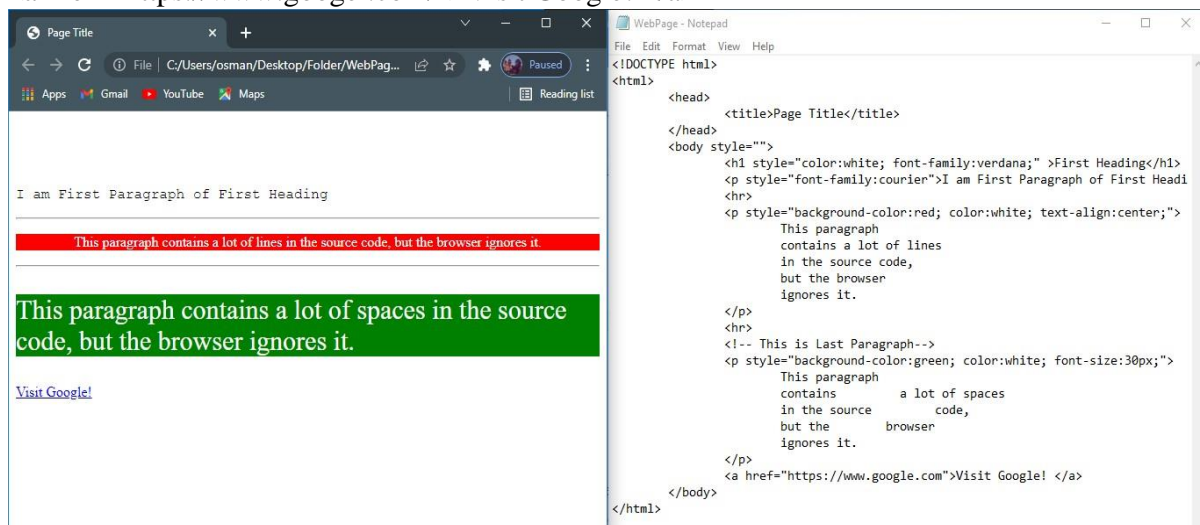 Page Title
File C:/Users/osman/Desktop/Folder/WebPag... Paused
Apps Gmail YouTube Maps Reading list
I am First Paragraph of First Heading
This paragraph contains a lot of lines in the source code, but the browser ignores it.
This paragraph contains a lot of spaces in the source
code, but the browser ignores it.
Visit Google!
WebPage - Notepad
File Edit Format View Help
<!DOCTYPE html>
<html>
<head>
<title>Page Title</title>
</head>
<body style="">
<h1 style="color:white; font-family:verdana;" >First Heading</h1>
<p style="font-family:courier">I am First Paragraph of First Headi
<hr>
<p style="background-color:red; color:white; text-align:center;">
This paragraph
contains a lot of lines
in the source code,
but the browser
ignores it.
</p>
<hr>
<!-- This is Last Paragraph-->
<p style="background-color:green; color:white; font-size:30px;">
This paragraph
contains        a lot of spaces
in the source        code,
but the       browser
ignores it.
</p>
<a href="https://www.google.com">Visit Google! </a>
</body>
</html>